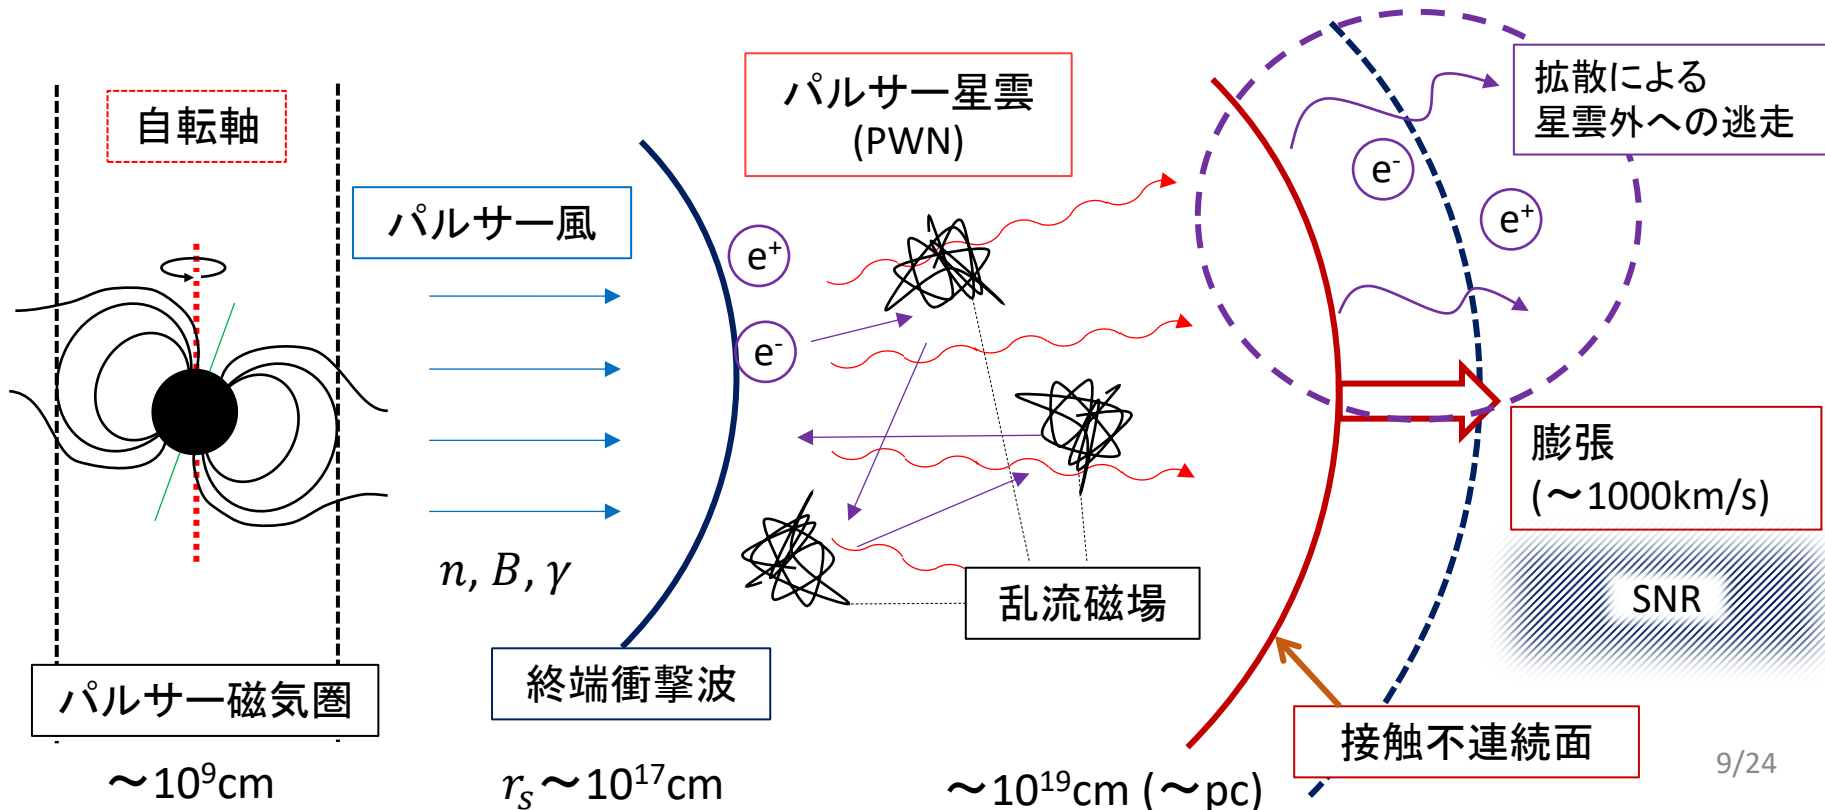 自転軸
パルサー風
パルサー星雲
(PWN)
拡散による
星雲外への逃走
e⁺
e⁻
e⁻
e⁺
n, B, γ
乱流磁場
膨張
(～1000km/s)
SNR
パルサー磁気圏
終端衝撃波
接触不連続面
～10⁹cm
rₛ～10¹⁷cm
～10¹⁹cm (～pc)
9/24